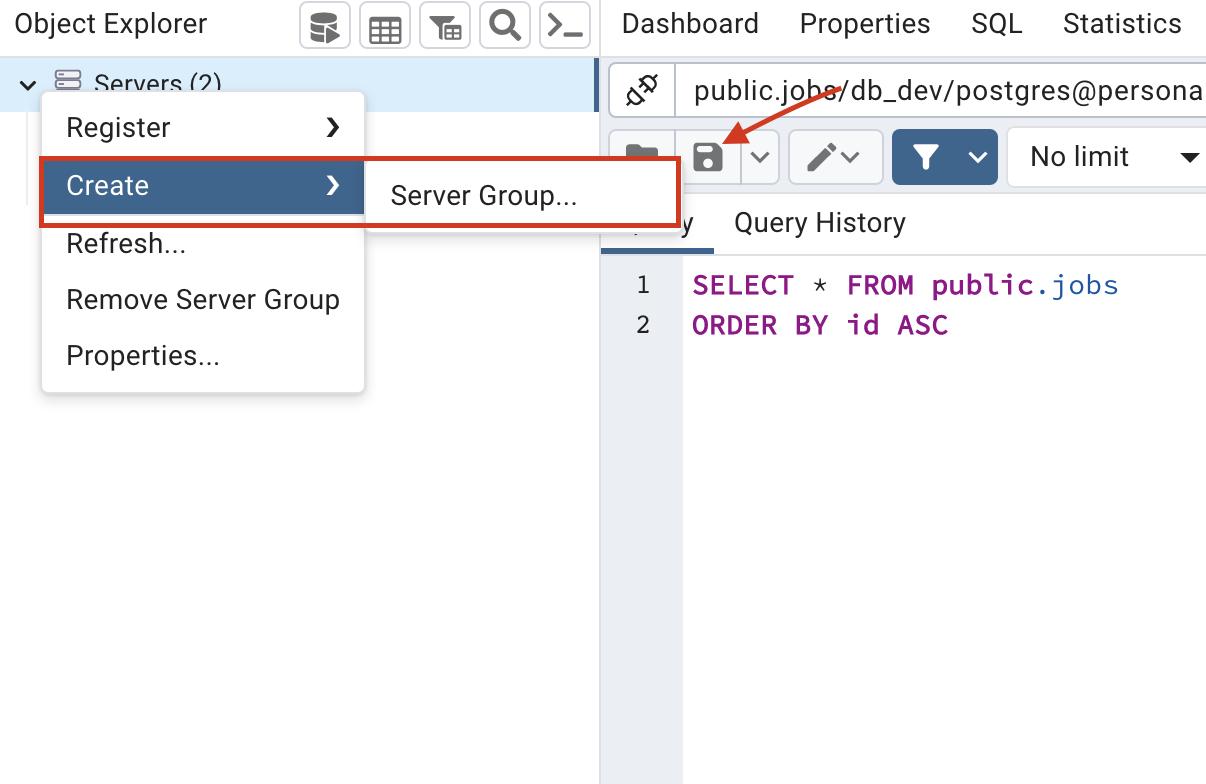 Object Explorer
Dashboard Properties SQL Statistics
Servers (2)
public.jobs/db_dev/postgres@persona
Register
No limit
Create
Server Group...
Query History
Refresh...
Remove Server Group
Properties...
1 SELECT * FROM public.jobs
2 ORDER BY id ASC